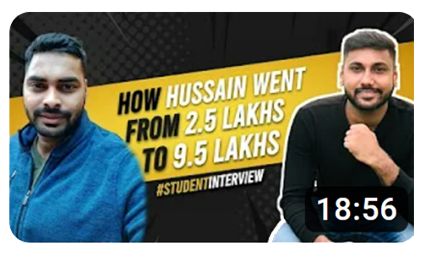 HOW HUSSAIN WENT
FROM 2.5 LAKHS
TO 9.5 LAKHS
#STUDENTINTERVIEW
18:56